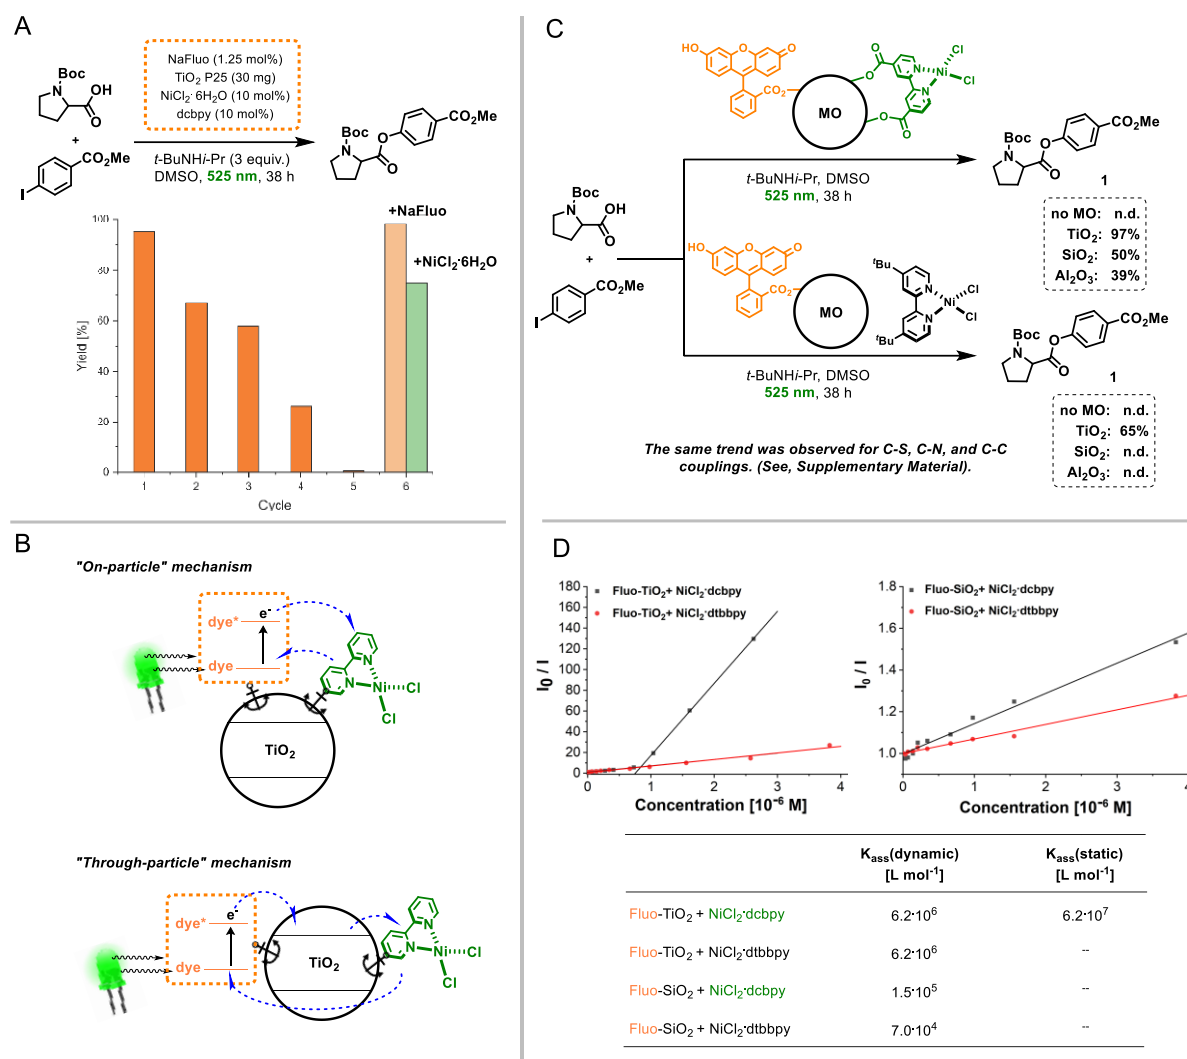 A
NaFluo (1.25 mol%)
TiO₂ P25 (30 mg)
NiCl₂·6H₂O (10 mol%)
dcbpy (10 mol%)
Boc
N
OH
O
+
CO₂Me
I
t-BuNHi-Pr (3 equiv.)
DMSO, 525 nm, 38 h
Boc
N
O
O
CO₂Me
+NaFluo
+NiCl₂·6H₂O
Yield [%]
100
80
60
40
20
0
1 2 3 4 5 6
Cycle
B
"On-particle" mechanism
dye*
e⁻
dye
TiO₂
N
N
Ni
Cl
Cl
"Through-particle" mechanism
dye*
e⁻
dye
TiO₂
N
N
Ni
Cl
Cl
C
Boc
N
OH
O
+
CO₂Me
I
HO
O
O
CO₂
MO
O
O
O
O
N
N
Ni
Cl
Cl
t-BuNHi-Pr, DMSO
525 nm, 38 h
Boc
N
O
O
CO₂Me
1
no MO: n.d.
TiO₂: 97%
SiO₂: 50%
Al₂O₃: 39%
HO
O
O
CO₂
MO
ᵗBu
ᵗBu
N
N
Ni
Cl
Cl
t-BuNHi-Pr, DMSO
525 nm, 38 h
Boc
N
O
O
CO₂Me
1
no MO: n.d.
TiO₂: 65%
SiO₂: n.d.
Al₂O₃: n.d.
The same trend was observed for C-S, C-N, and C-C
couplings. (See, Supplementary Material).
D
I₀ / I
180
160
140
120
100
80
60
40
20
0
Fluo-TiO₂+ NiCl₂·dcbpy
Fluo-TiO₂+ NiCl₂·dtbbpy
0 1 2 3 4
Concentration [10⁻⁶ M]
I₀ / I
1.8
1.6
1.4
1.2
1.0
Fluo-SiO₂+ NiCl₂·dcbpy
Fluo-SiO₂+ NiCl₂·dtbbpy
0 1 2 3 4
Concentration [10⁻⁶ M]
Kₐₛₛ(dynamic) Kₐₛₛ(static)
[L mol⁻¹] [L mol⁻¹]
Fluo-TiO₂ + NiCl₂·dcbpy 6.2·10⁶ 6.2·10⁷
Fluo-TiO₂ + NiCl₂·dtbbpy 6.2·10⁶ --
Fluo-SiO₂ + NiCl₂·dcbpy 1.5·10⁵ --
Fluo-SiO₂ + NiCl₂·dtbbpy 7.0·10⁴ --